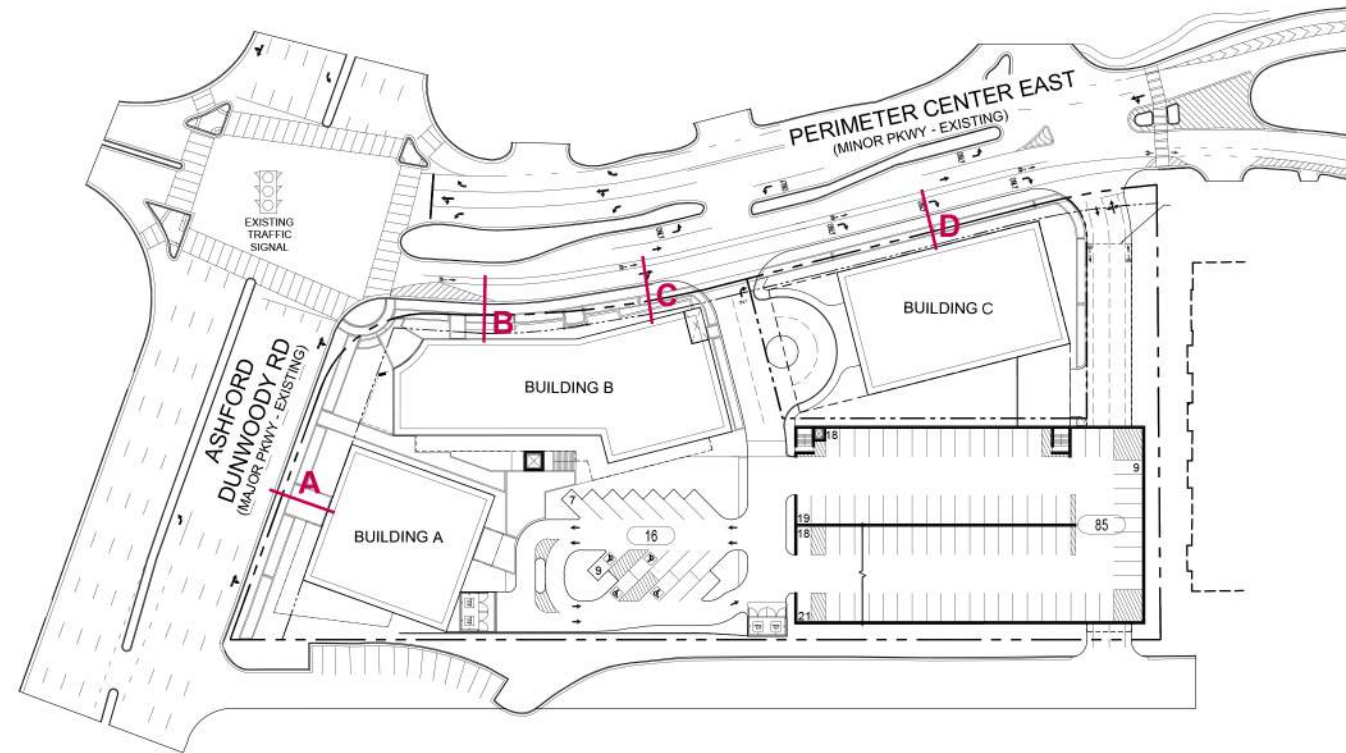 PERIMETER CENTER EAST
(MINOR PKWY - EXISTING)
EXISTING
TRAFFIC
SIGNAL
ASHFORD
DUNWOODY RD
(MAJOR PKWY - EXISTING)
A
B
C
D
BUILDING C
BUILDING B
BUILDING A
18
9
7
16
19
18
85
9
21